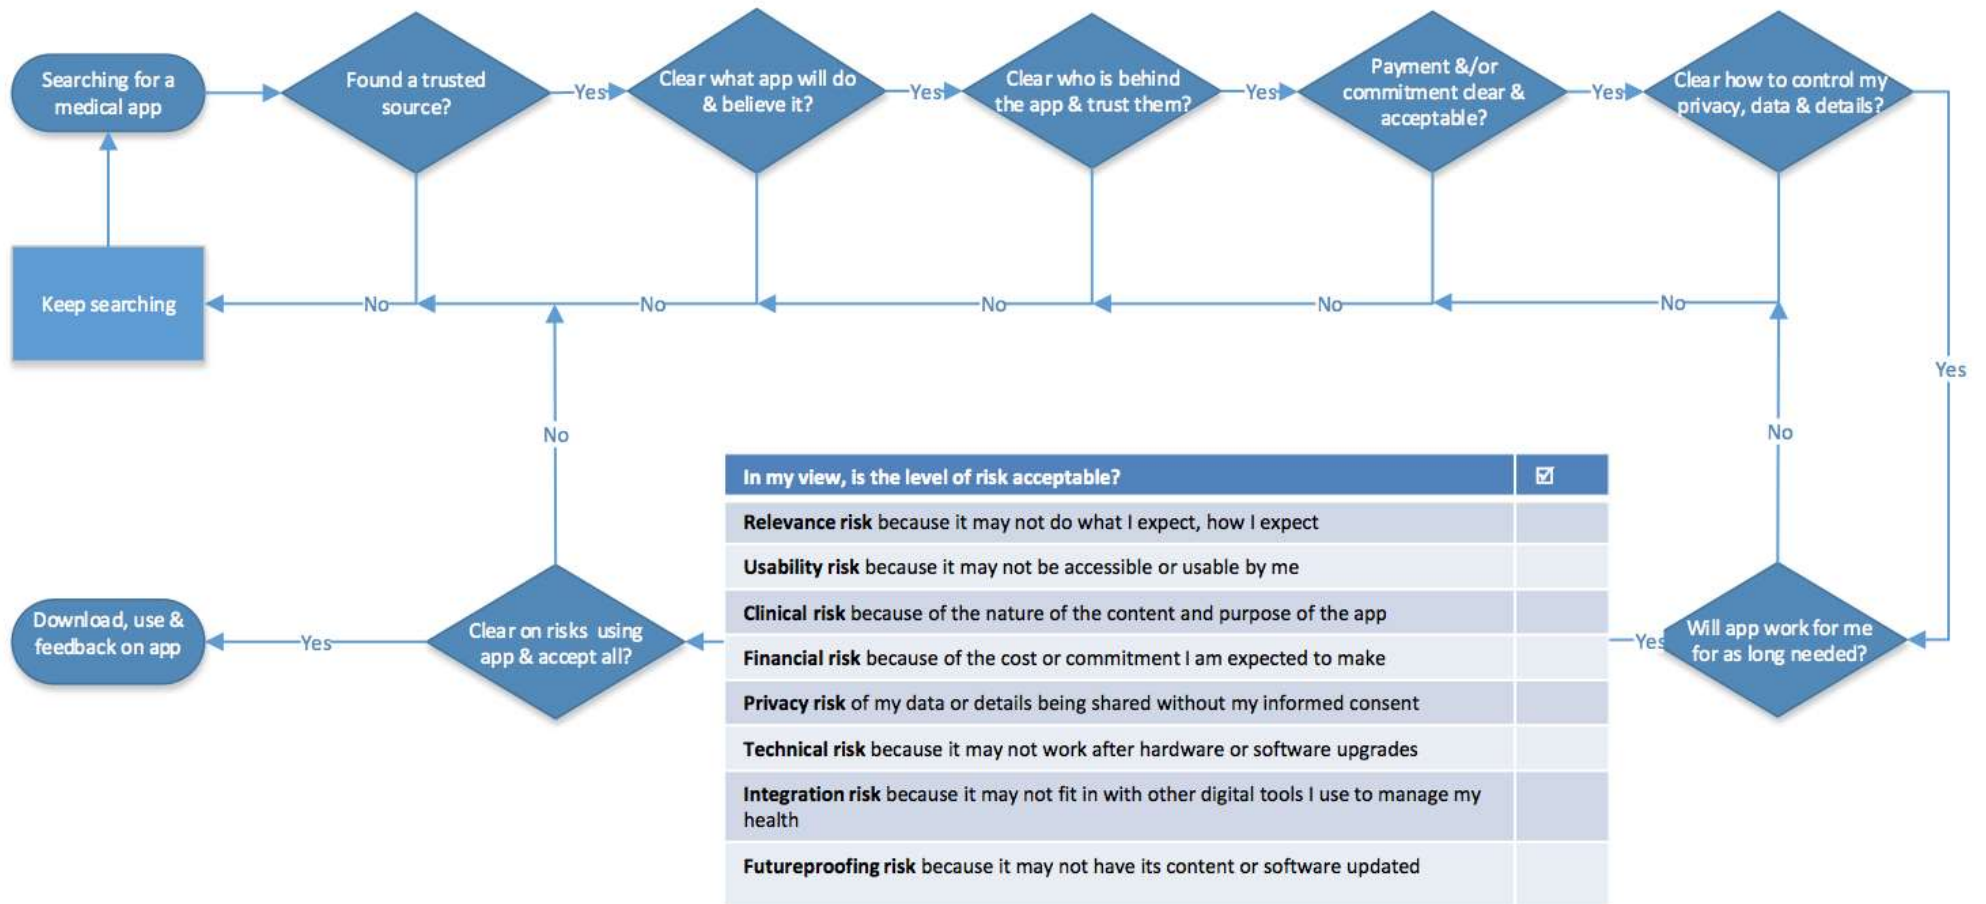 Searching for a
medical app
Found a trusted
source?
Yes
Clear what app will do
& believe it?
Yes
Clear who is behind
the app & trust them?
Yes
Payment &/or
commitment clear &
acceptable?
Yes
Clear how to control my
privacy, data & details?
Keep searching
No
No
No
No
No
Yes
No
No
In my view, is the level of risk acceptable? ☑
Relevance risk because it may not do what I expect, how I expect
Usability risk because it may not be accessible or usable by me
Clinical risk because of the nature of the content and purpose of the app
Financial risk because of the cost or commitment I am expected to make
Privacy risk of my data or details being shared without my informed consent
Technical risk because it may not work after hardware or software upgrades
Integration risk because it may not fit in with other digital tools I use to manage my
health
Futureproofing risk because it may not have its content or software updated
Download, use &
feedback on app
Yes
Clear on risks using
app & accept all?
Yes
Will app work for me
for as long needed?